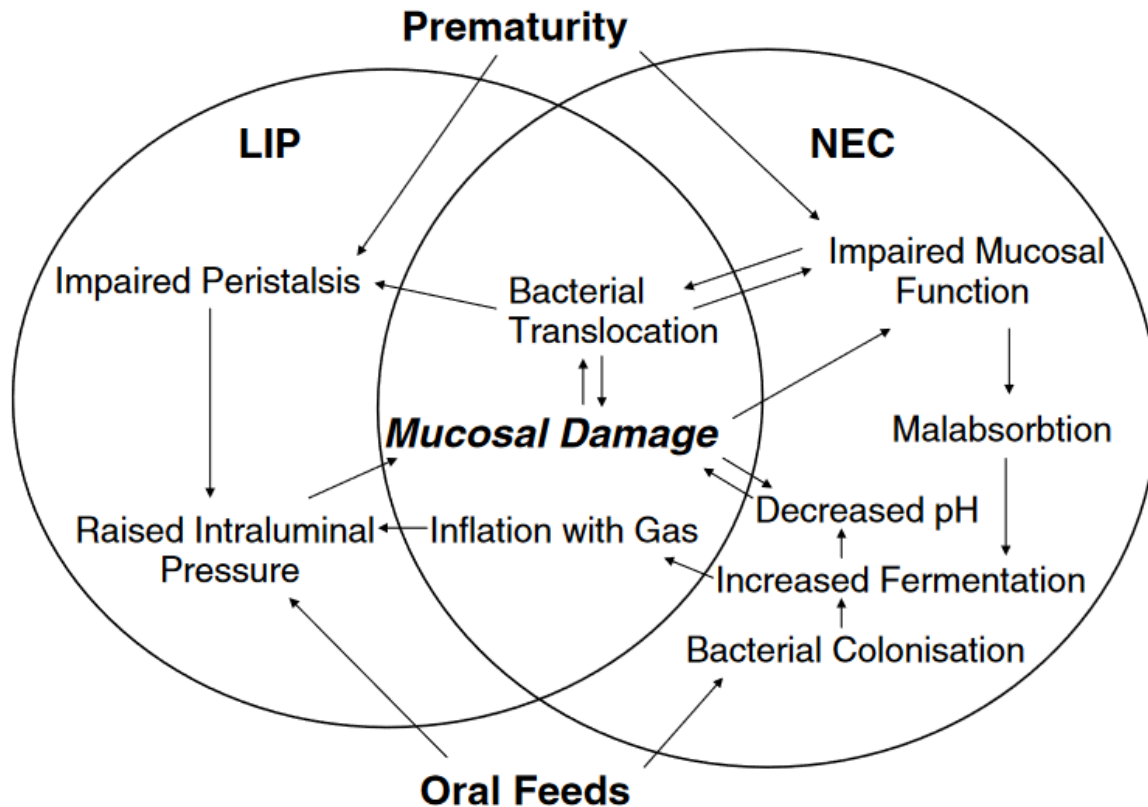 Prematurity
LIP
NEC
Impaired Peristalsis
Bacterial
Translocation
Impaired Mucosal
Function
Mucosal Damage
Malabsorbtion
Raised Intraluminal
Pressure
Inflation with Gas
Decreased pH
Increased Fermentation
Bacterial Colonisation
Oral Feeds